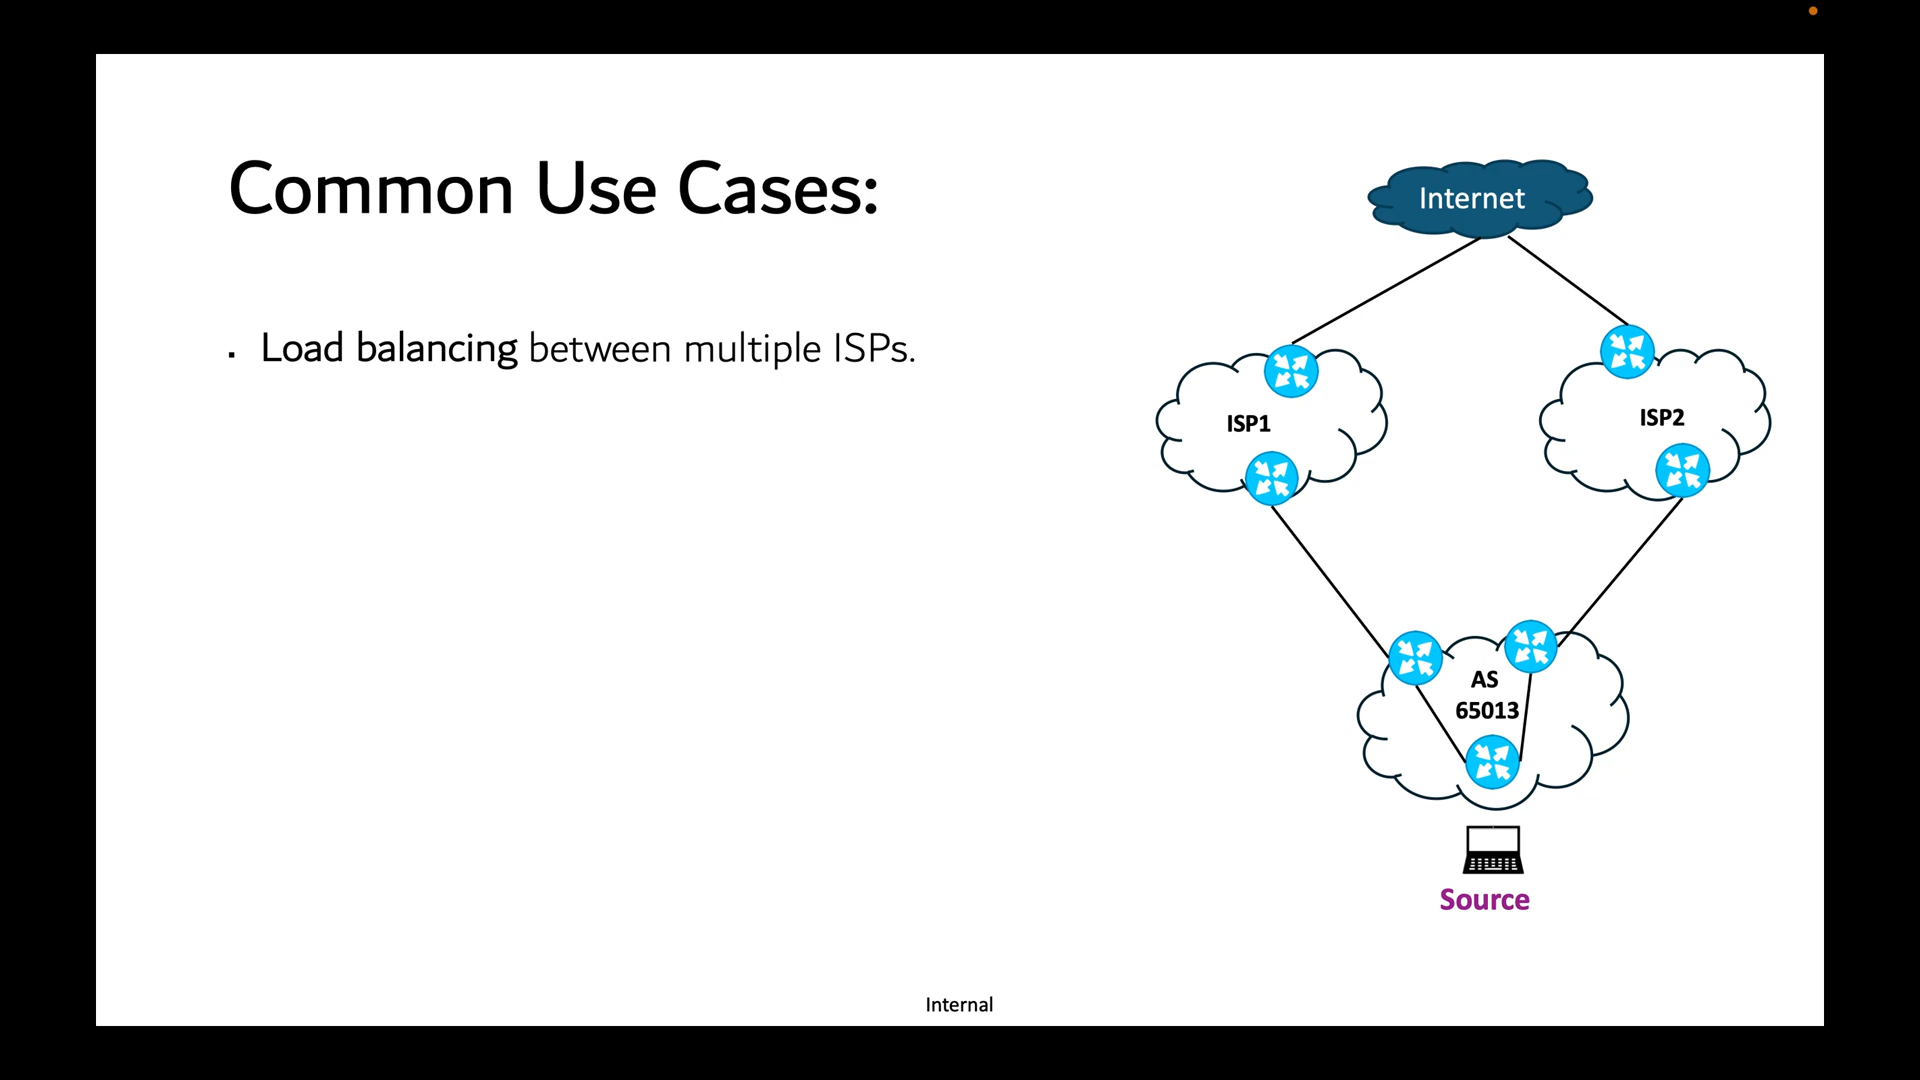 Common Use Cases:
▪ Load balancing between multiple ISPs.
Internet
ISP1
ISP2
AS
65013
Source
Internal